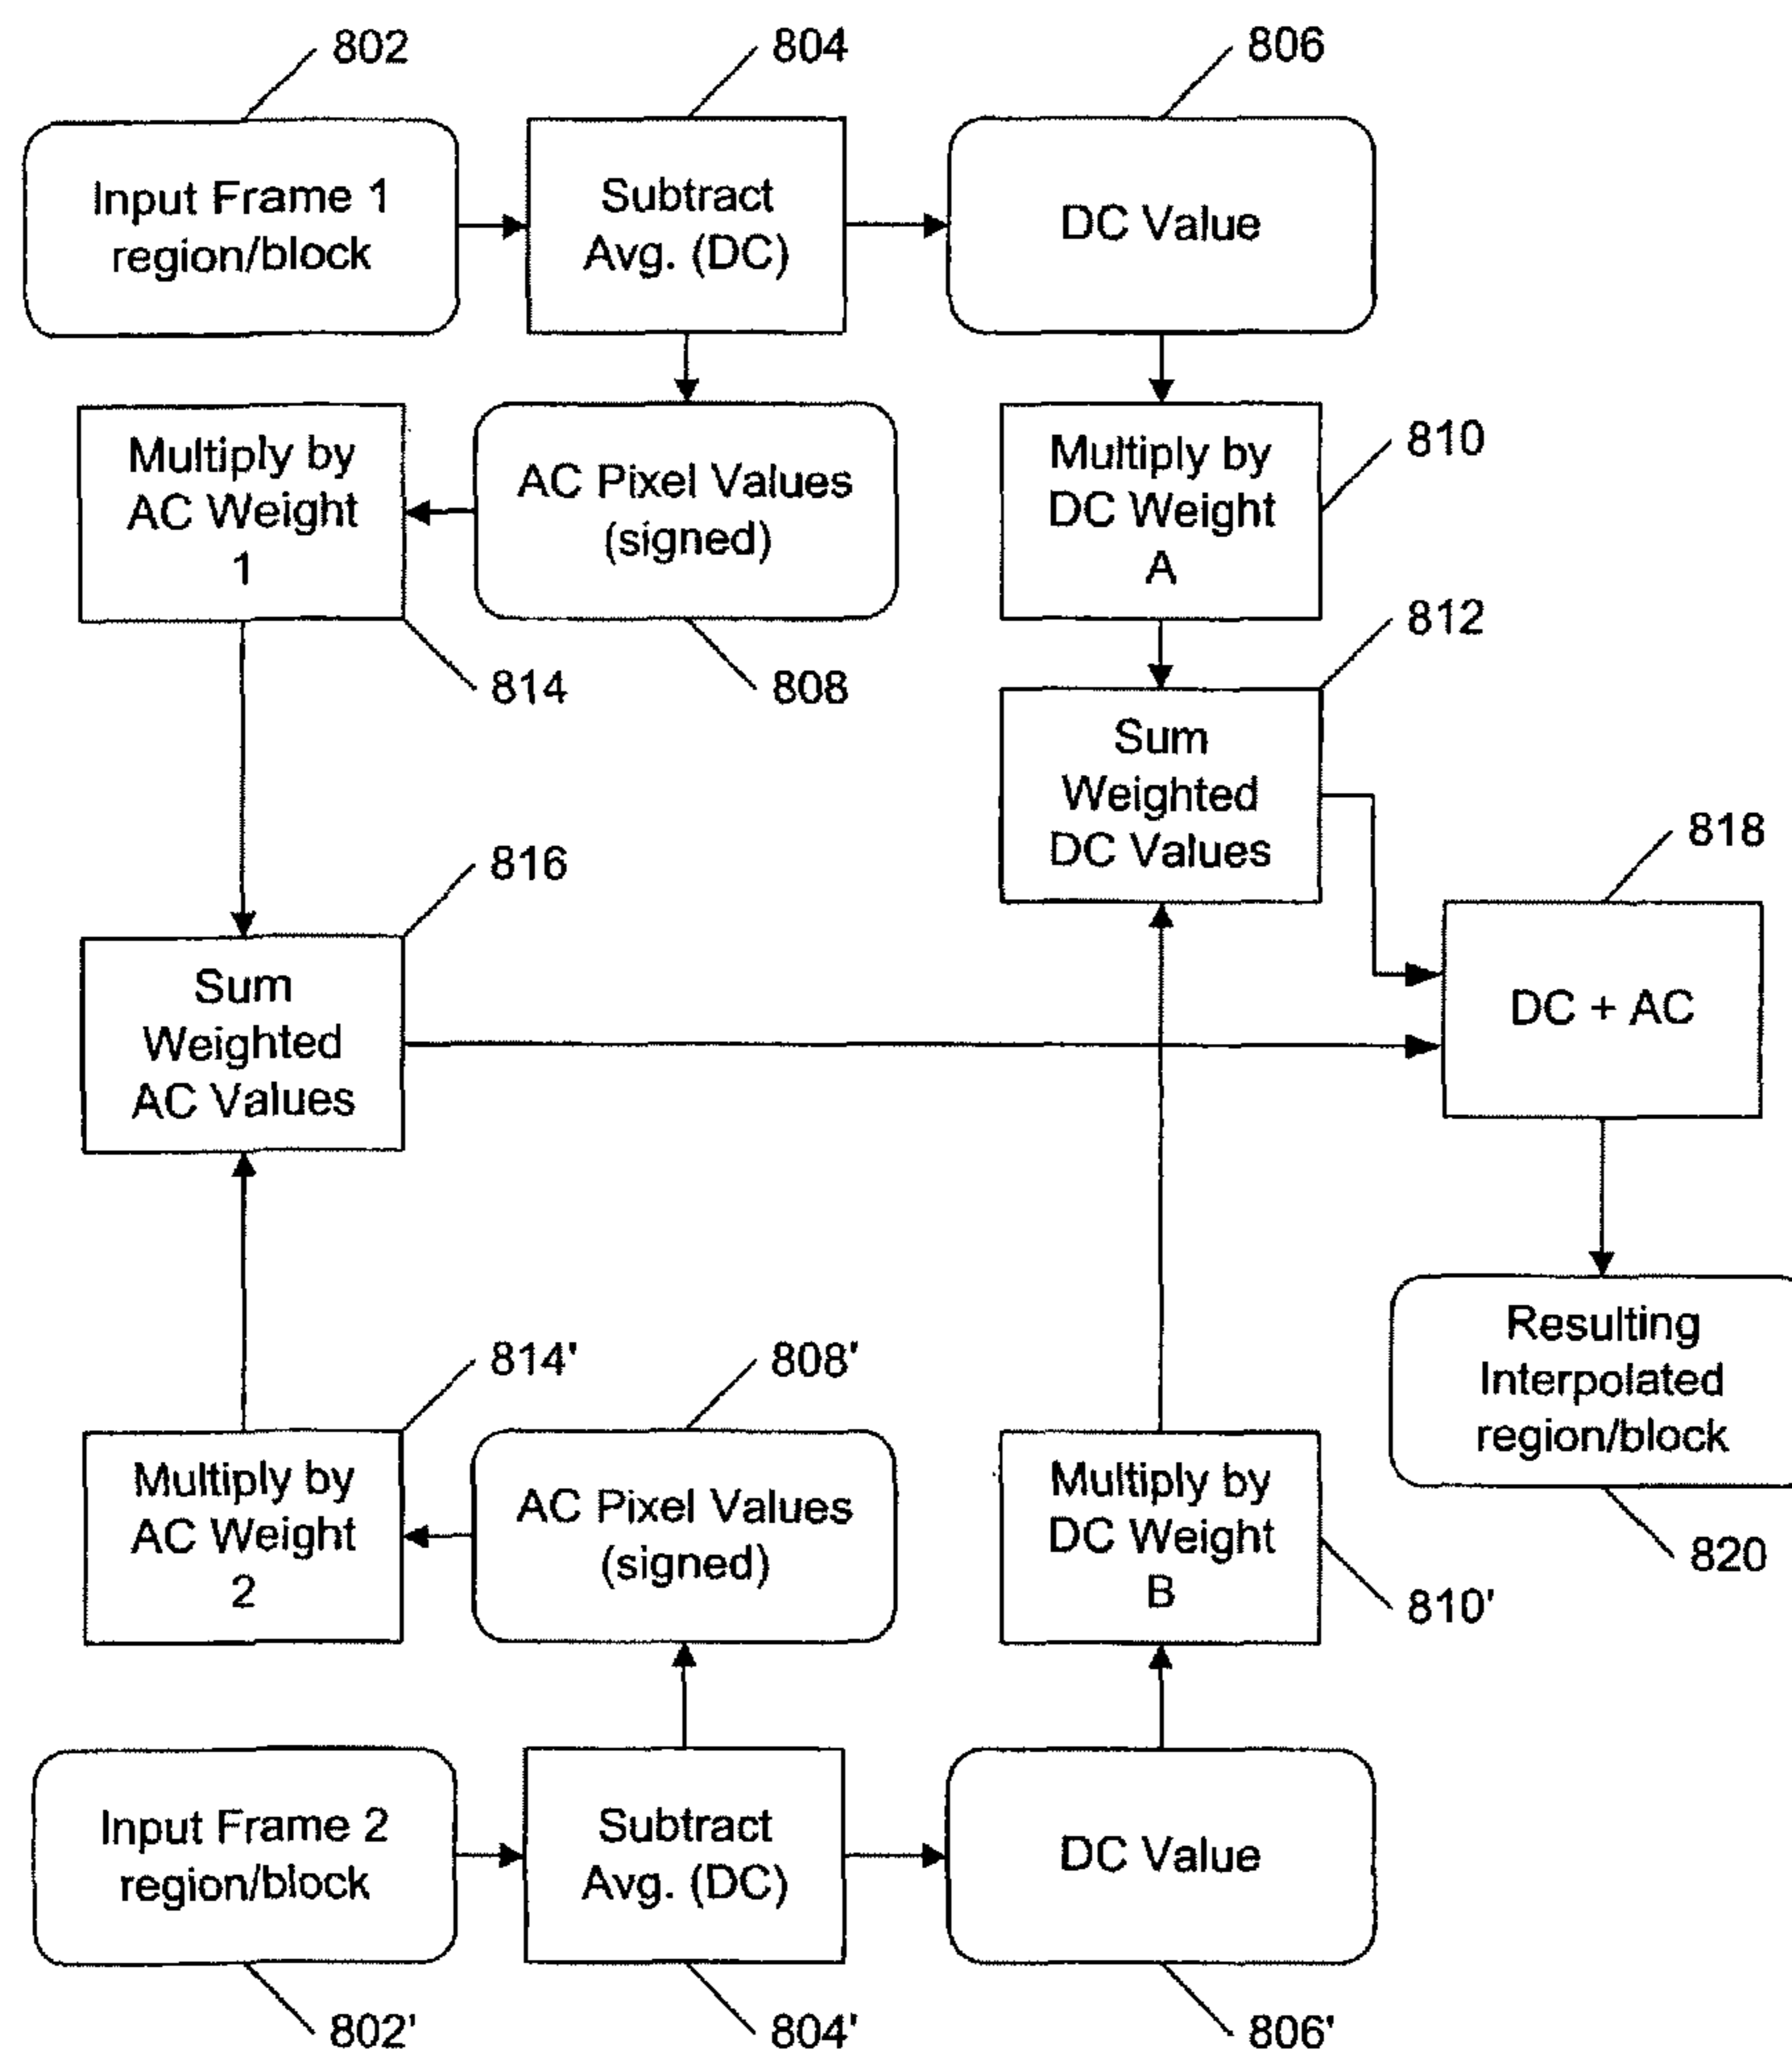 802
804
806
Input Frame 1
region/block
Subtract
Avg. (DC)
DC Value
Multiply by
AC Weight
1
AC Pixel Values
(signed)
Multiply by
DC Weight
A
810
812
814
808
Sum
Weighted
DC Values
818
816
Sum
Weighted
AC Values
DC + AC
Resulting
Interpolated
region/block
814'
808'
Multiply by
AC Weight
2
AC Pixel Values
(signed)
Multiply by
DC Weight
B
820
810'
Input Frame 2
region/block
Subtract
Avg. (DC)
DC Value
802'
804'
806'